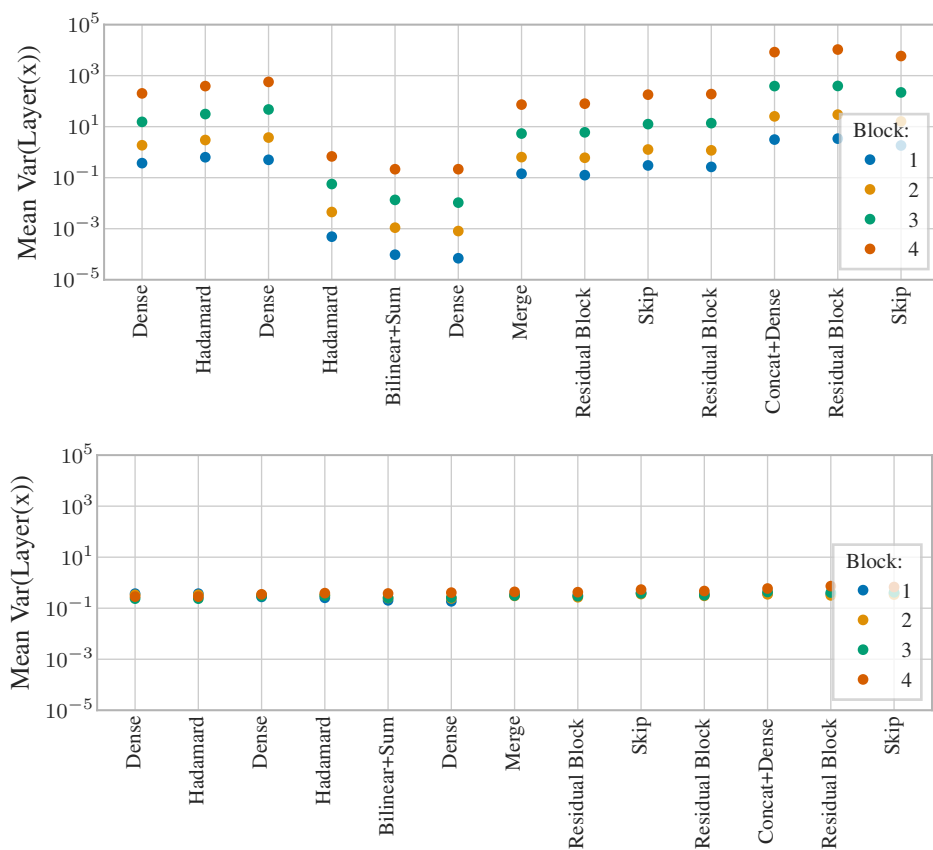 Mean Var(Layer(x))
10^5
10^3
10^1
10^−1
10^−3
10^−5
Block:
1
2
3
4
Dense
Hadamard
Dense
Hadamard
Bilinear+Sum
Dense
Merge
Residual Block
Skip
Residual Block
Concat+Dense
Residual Block
Skip
Mean Var(Layer(x))
10^5
10^3
10^1
10^−1
10^−3
10^−5
Block:
1
2
3
4
Dense
Hadamard
Dense
Hadamard
Bilinear+Sum
Dense
Merge
Residual Block
Skip
Residual Block
Concat+Dense
Residual Block
Skip